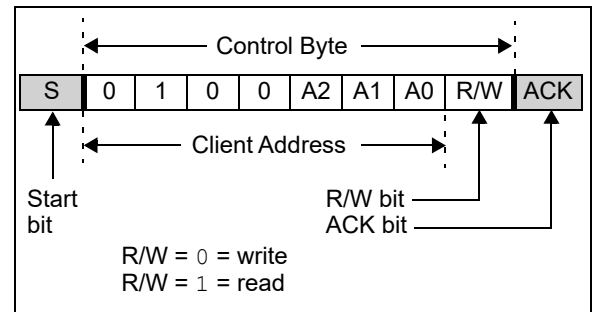 Control Byte
S 0 1 0 0 A2 A1 A0 R/W ACK
Client Address
Start
bit
R/W bit
ACK bit
R/W = 0 = write
R/W = 1 = read